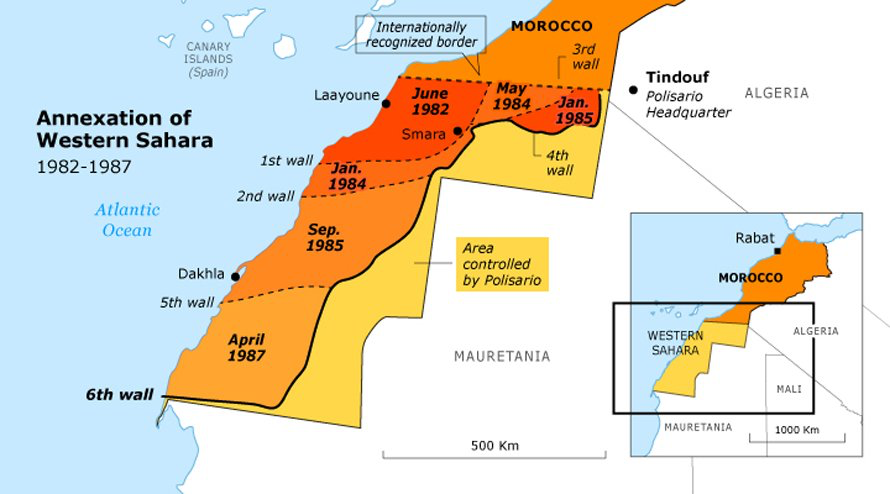 Annexation of
Western Sahara
1982-1987
CANARY
ISLANDS
(Spain)
Internationally
recognized border
MOROCCO
3rd
wall
Laayoune
June
1982
May
1984
Jan.
1985
Tindouf
Polisario
Headquarter
ALGERIA
Smara
4th
wall
1st wall
Jan.
1984
2nd wall
Atlantic
Ocean
Sep.
1985
Dakhla
5th wall
Area
controlled
by Polisario
April
1987
MAURETANIA
6th wall
500 Km
Rabat
MOROCCO
WESTERN
SAHARA
ALGERIA
MALI
MAURETANIA
1000 Km